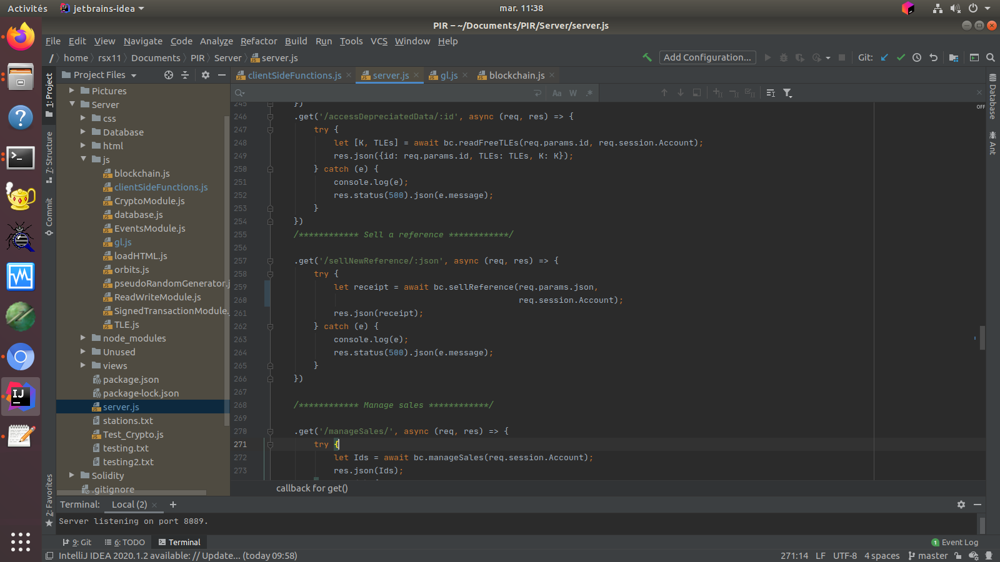 Activités jetbrains-idea mar. 11:38
PIR – ~/Documents/PIR/Server/server.js
File Edit View Navigate Code Analyze Refactor Build Run Tools VCS Window Help
/ home rsx11 Documents PIR Server server.js Add Configuration... Git:
Project Files clientSideFunctions.js server.js gl.js blockchain.js
Aa W .*
1: Project
7: Structure
Commit
2: Favorites
Database
Ant
OFF
Pictures
Server
css
Database
html
js
blockchain.js
clientSideFunctions.js
CryptoModule.js
database.js
EventsModule.js
gl.js
loadHTML.js
orbits.js
pseudoRandomGenerator.j
ReadWriteModule.js
SignedTransactionModule.
TLE.js
node_modules
Unused
views
package.json
package-lock.json
server.js
stations.txt
Test_Crypto.js
testing.txt
testing2.txt
Solidity
.gitignore
245 })
246 .get('/accessDepreciatedData/:id', async (req, res) => {
247 try {
248 let [K, TLEs] = await bc.readFreeTLEs(req.params.id, req.session.Account);
249 res.json({id: req.params.id, TLEs: TLEs, K: K});
250 } catch (e) {
251 console.log(e);
252 res.status(500).json(e.message);
253 }
254 })
255 /************ Sell a reference ************/
256
257 .get('/sellNewReference/:json', async (req, res) => {
258 try {
259 let receipt = await bc.sellReference(req.params.json,
260 req.session.Account);
261 res.json(receipt);
262 } catch (e) {
263 console.log(e);
264 res.status(500).json(e.message);
265 }
266 })
267
268 /************ Manage sales ************/
269
270 .get('/manageSales/', async (req, res) => {
271 try {
272 let Ids = await bc.manageSales(req.session.Account);
273 res.json(Ids);
callback for get()
Terminal: Local (2) +
Server listening on port 8089.
9: Git 6: TODO Terminal 1 Event Log
IntelliJ IDEA 2020.1.2 available: // Update... (today 09:58) 271:14 LF UTF-8 4 spaces master